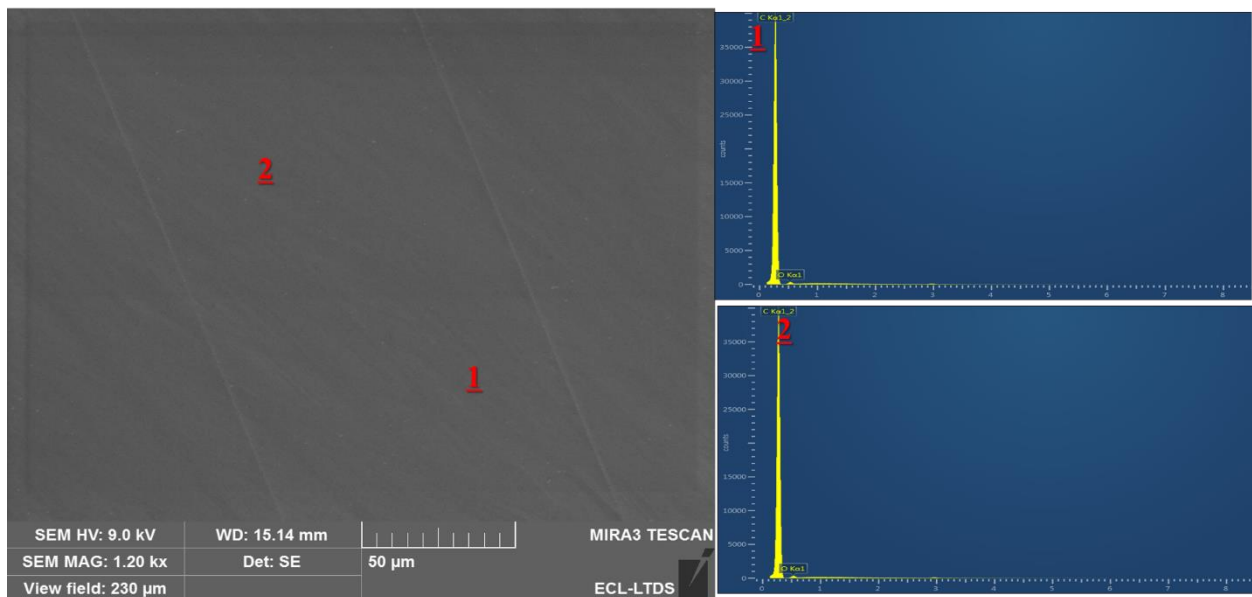 2
1
SEM HV: 9.0 kV
WD: 15.14 mm
MIRA3 TESCAN
SEM MAG: 1.20 kx
Det: SE
50 µm
View field: 230 µm
ECL-LTDS
C Kα1_2
1
35000
30000
25000
counts
15000
10000
5000
O Kα1
0
0 1 2 3 4 5 6 7 8
C Kα1_2
2
35000
30000
25000
counts
15000
10000
5000
O Kα1
0
0 1 2 3 4 5 6 7 8